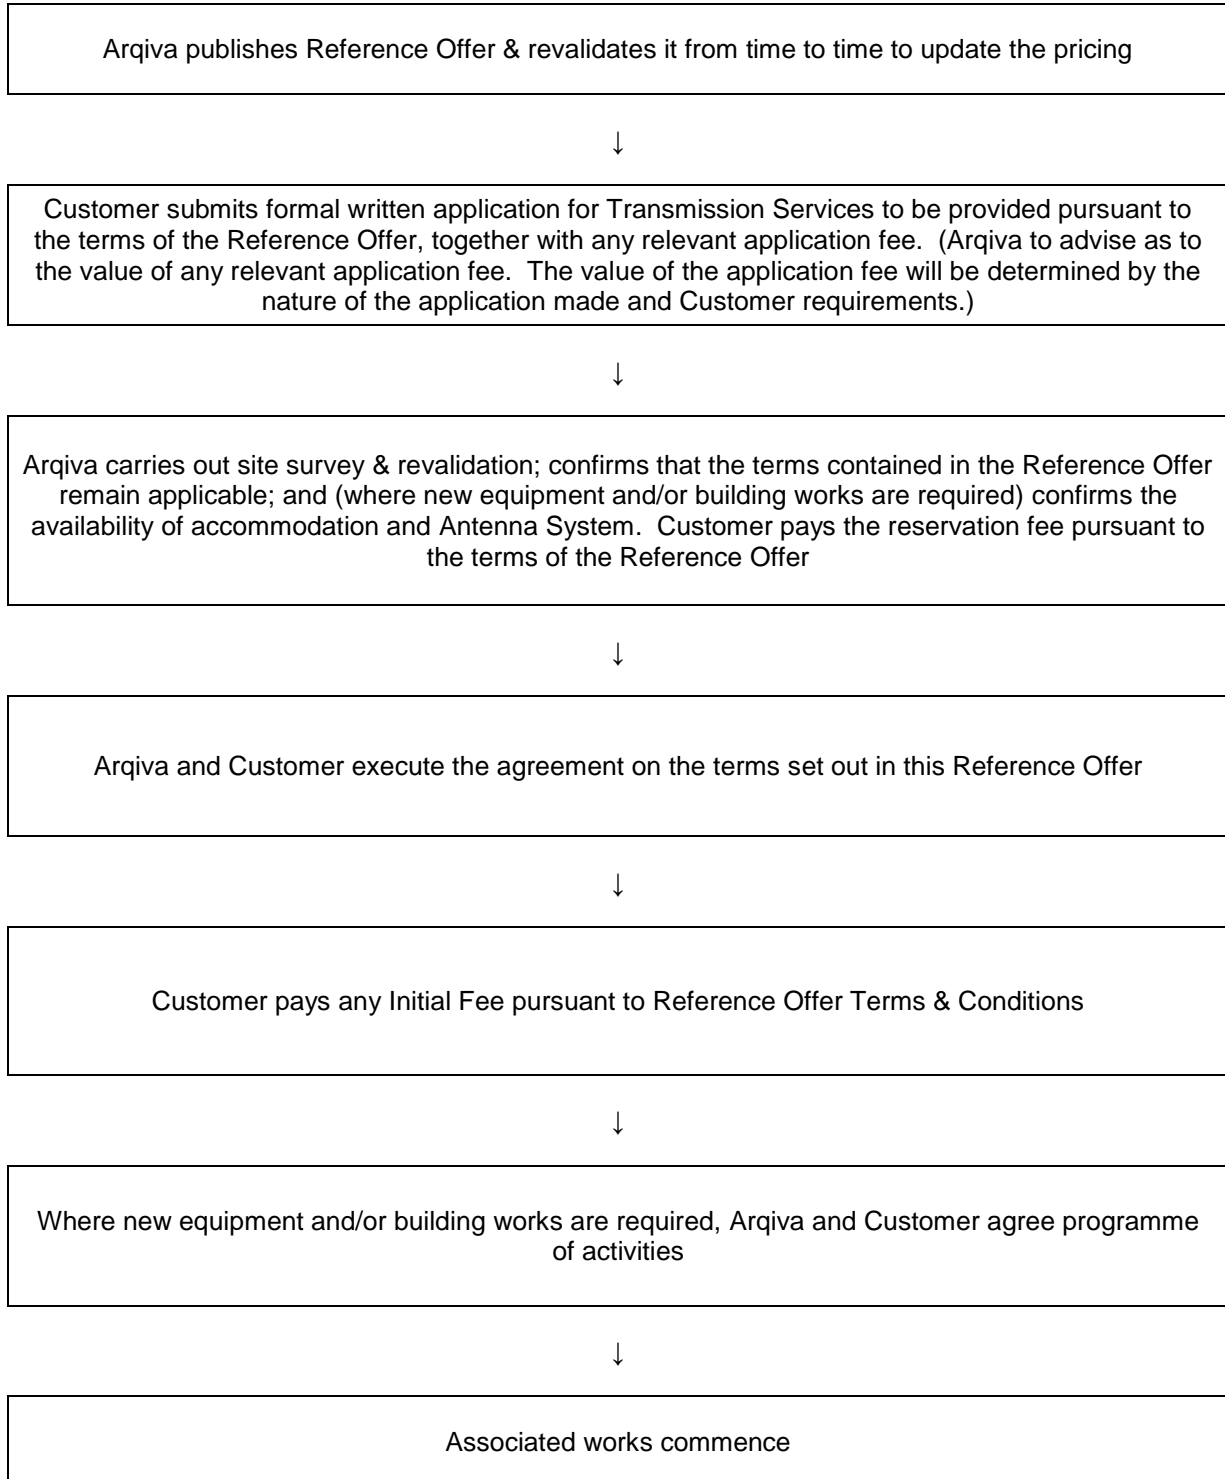 Arqiva publishes Reference Offer & revalidates it from time to time to update the pricing
↓
Customer submits formal written application for Transmission Services to be provided pursuant to
the terms of the Reference Offer, together with any relevant application fee.  (Arqiva to advise as to
the value of any relevant application fee.  The value of the application fee will be determined by the
nature of the application made and Customer requirements.)
↓
Arqiva carries out site survey & revalidation; confirms that the terms contained in the Reference Offer
remain applicable; and (where new equipment and/or building works are required) confirms the
availability of accommodation and Antenna System.  Customer pays the reservation fee pursuant to
the terms of the Reference Offer
↓
Arqiva and Customer execute the agreement on the terms set out in this Reference Offer
↓
Customer pays any Initial Fee pursuant to Reference Offer Terms & Conditions
↓
Where new equipment and/or building works are required, Arqiva and Customer agree programme
of activities
↓
Associated works commence